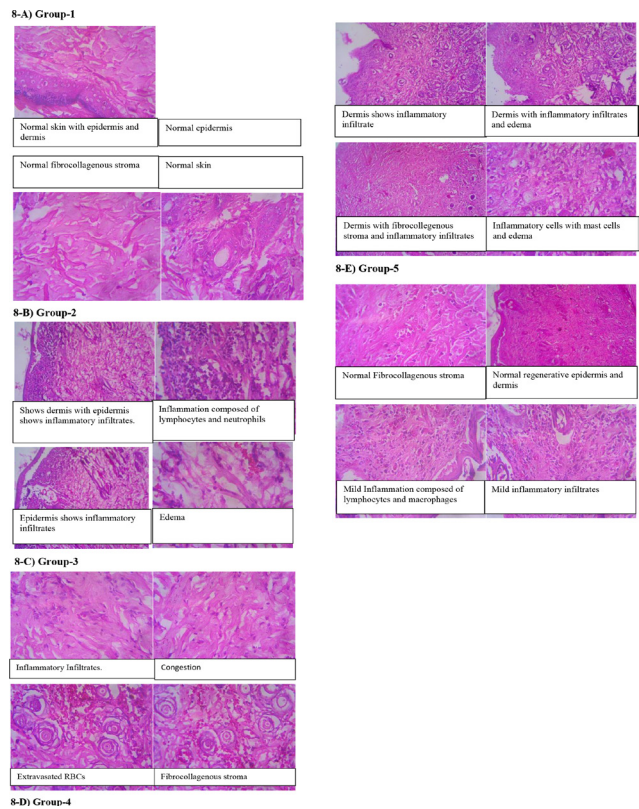 8-A) Group-1
Normal skin with epidermis and
dermis
Normal epidermis
Normal fibrocollagenous stroma
Normal skin
8-B) Group-2
Shows dermis with epidermis
shows inflammatory infiltrates.
Inflammation composed of
lymphocytes and neutrophils
Epidermis shows inflammatory
infiltrates
Edema
8-C) Group-3
Inflammatory Infiltrates.
Congestion
Extravasated RBCs
Fibrocollagenous stroma
8-D) Group-4
Dermis shows inflammatory
infiltrate
Dermis with inflammatory infiltrates
and edema
Dermis with fibrocollegenous
stroma and inflammatory infiltrates
Inflammatory cells with mast cells
and edema
8-E) Group-5
Normal Fibrocollagenous stroma
Normal regenerative epidermis and
dermis
Mild Inflammation composed of
lymphocytes and macrophages
Mild inflammatory infiltrates